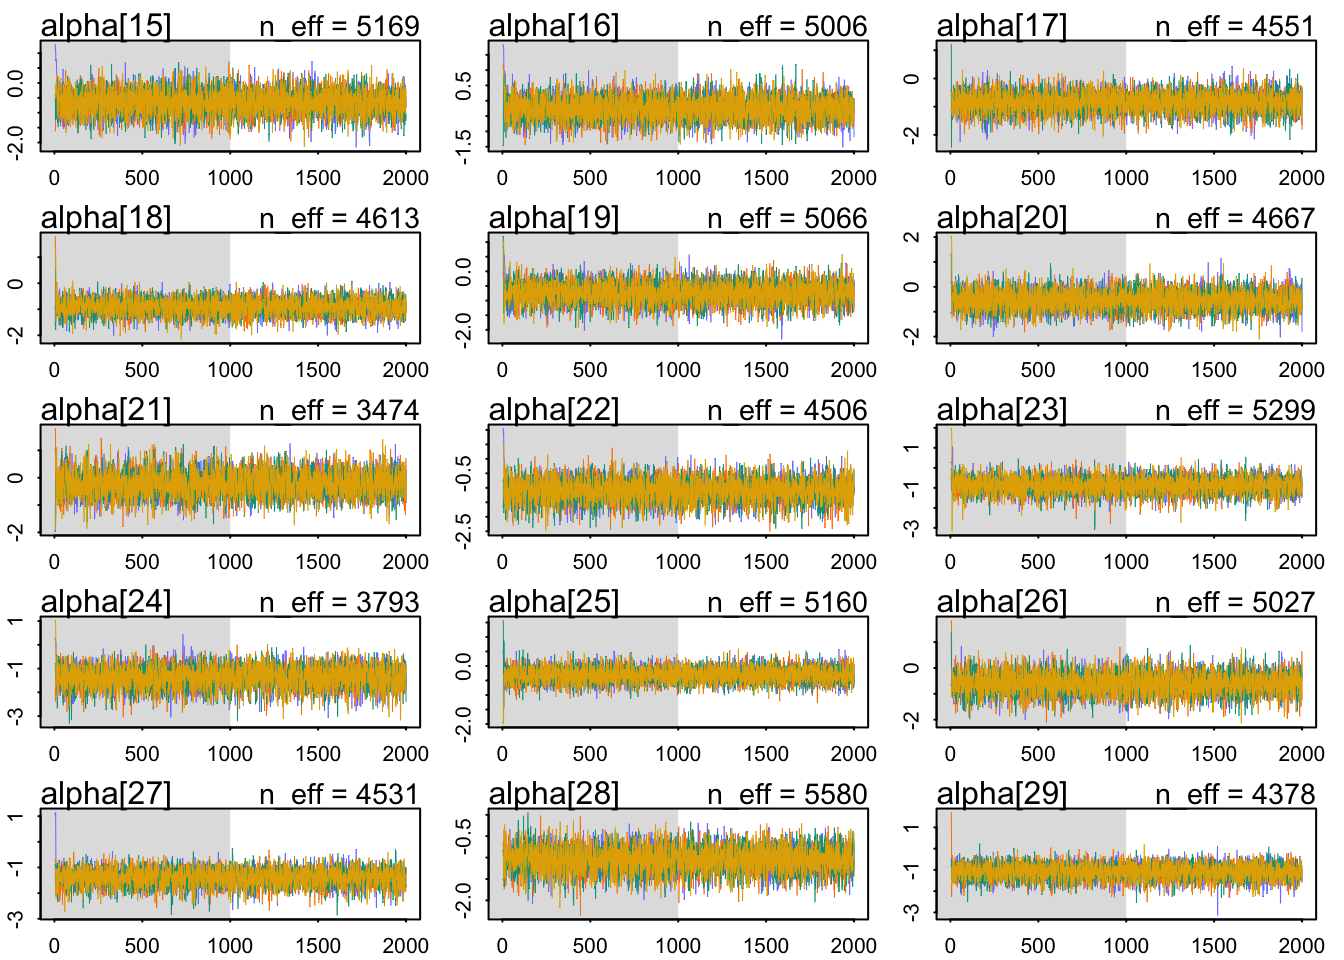 alpha[15] n_eff = 5169 alpha[16] n_eff = 5006 alpha[17] n_eff = 4551
0.0 -2.0 0.5 -1.5 0 -2
0 500 1000 1500 2000 0 500 1000 1500 2000 0 500 1000 1500 2000
alpha[18] n_eff = 4613 alpha[19] n_eff = 5066 alpha[20] n_eff = 4667
0 -2 0.0 -2.0 2 0 -2
0 500 1000 1500 2000 0 500 1000 1500 2000 0 500 1000 1500 2000
alpha[21] n_eff = 3474 alpha[22] n_eff = 4506 alpha[23] n_eff = 5299
0 -2 -0.5 -2.5 1 -1 -3
0 500 1000 1500 2000 0 500 1000 1500 2000 0 500 1000 1500 2000
alpha[24] n_eff = 3793 alpha[25] n_eff = 5160 alpha[26] n_eff = 5027
1 -1 -3 0.0 -2.0 0 -2
0 500 1000 1500 2000 0 500 1000 1500 2000 0 500 1000 1500 2000
alpha[27] n_eff = 4531 alpha[28] n_eff = 5580 alpha[29] n_eff = 4378
1 -1 -3 -0.5 -2.0 1 -1 -3
0 500 1000 1500 2000 0 500 1000 1500 2000 0 500 1000 1500 2000